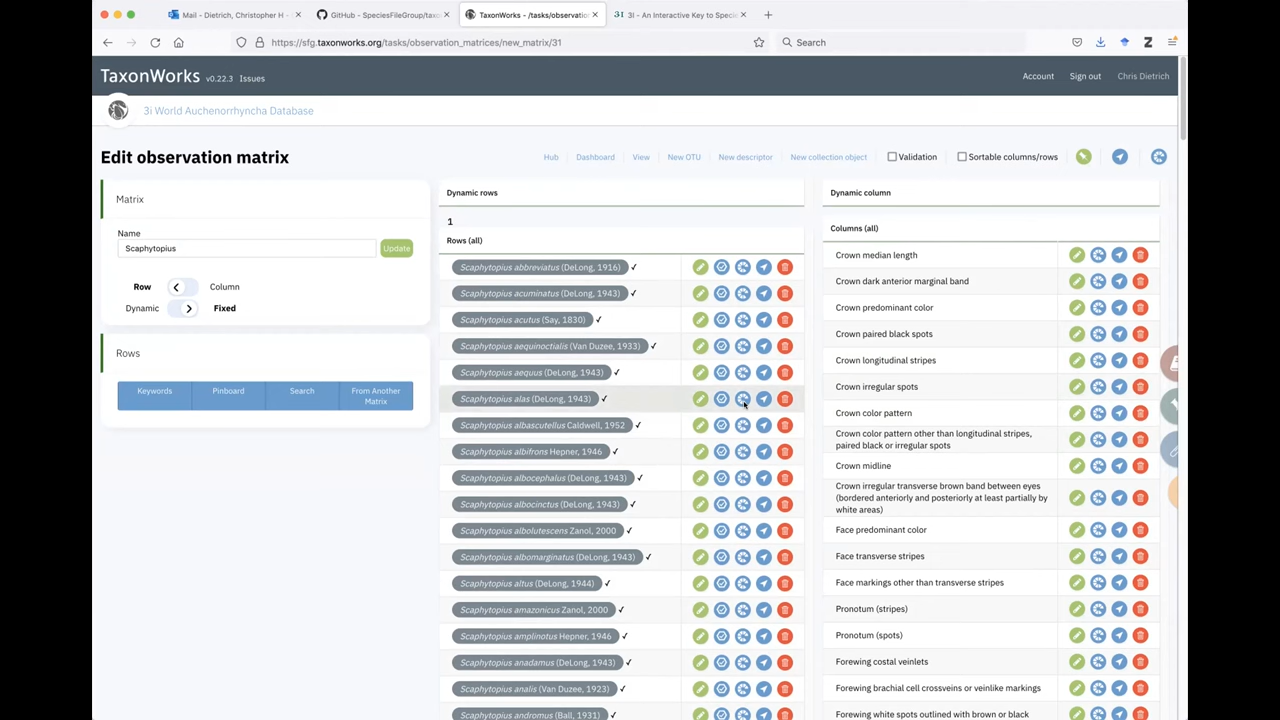 Mail - Dietrich, Christopher H -
GitHub - SpeciesFileGroup/taxo
TaxonWorks - /tasks/observatio
3I - An Interactive Key to Specie
https://sfg.taxonworks.org/tasks/observation_matrices/new_matrix/31
Search
TaxonWorks v0.22.3 Issues
Account Sign out Chris Dietrich
3i World Auchenorrhyncha Database
Edit observation matrix
Hub Dashboard View New OTU New descriptor New collection object Validation Sortable columns/rows
Matrix
Name
Scaphytopius
Update
Row Column
Dynamic Fixed
Rows
Keywords
Pinboard
Search
From Another
Matrix
Dynamic rows
1
Rows (all)
Scaphytopius abbreviatus (DeLong, 1916) ✓
Scaphytopius acuminatus (DeLong, 1943) ✓
Scaphytopius acutus (Say, 1830) ✓
Scaphytopius aequinoctialis (Van Duzee, 1933) ✓
Scaphytopius aequus (DeLong, 1943) ✓
Scaphytopius alas (DeLong, 1943) ✓
Scaphytopius albascutellus Caldwell, 1952 ✓
Scaphytopius albifrons Hepner, 1946 ✓
Scaphytopius albocephalus (DeLong, 1943) ✓
Scaphytopius albocinctus (DeLong, 1943) ✓
Scaphytopius albolutescens Zanol, 2000 ✓
Scaphytopius albomarginatus (DeLong, 1943) ✓
Scaphytopius altus (DeLong, 1944) ✓
Scaphytopius amazonicus Zanol, 2000 ✓
Scaphytopius amplinotus Hepner, 1946 ✓
Scaphytopius anadamus (DeLong, 1943) ✓
Scaphytopius analis (Van Duzee, 1923) ✓
Scaphytopius andromus (Ball, 1931) ✓
Dynamic column
Columns (all)
Crown median length
Crown dark anterior marginal band
Crown predominant color
Crown paired black spots
Crown longitudinal stripes
Crown irregular spots
Crown color pattern
Crown color pattern other than longitudinal stripes,
paired black or irregular spots
Crown midline
Crown irregular transverse brown band between eyes
(bordered anteriorly and posteriorly at least partially by
white areas)
Face predominant color
Face transverse stripes
Face markings other than transverse stripes
Pronotum (stripes)
Pronotum (spots)
Forewing costal veinlets
Forewing brachial cell crossveins or veinlike markings
Forewing white spots outlined with brown or black